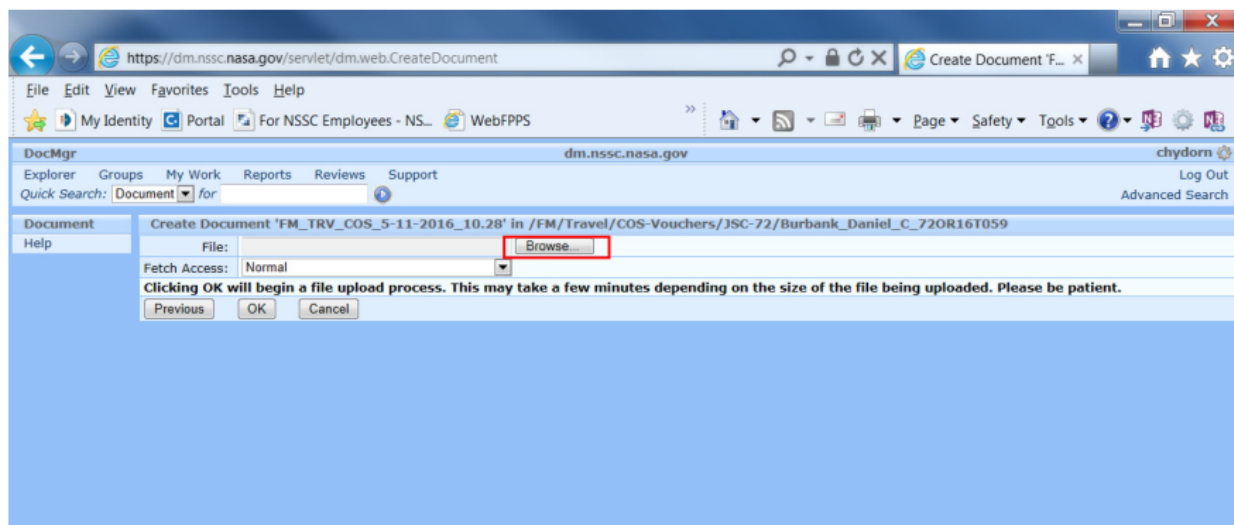 https://dm.nssc.nasa.gov/servlet/dm.web.CreateDocument
Create Document 'F...
File Edit View Favorites Tools Help
My Identity Portal For NSSC Employees - NS... WebFPPS » Page Safety Tools
DocMgr dm.nssc.nasa.gov chydorn
Explorer Groups My Work Reports Reviews Support Log Out
Quick Search: Document for Advanced Search
Document Create Document 'FM_TRV_COS_5-11-2016_10.28' in /FM/Travel/COS-Vouchers/JSC-72/Burbank_Daniel_C_72OR16T059
Help File: Browse...
Fetch Access: Normal
Clicking OK will begin a file upload process. This may take a few minutes depending on the size of the file being uploaded. Please be patient.
Previous OK Cancel